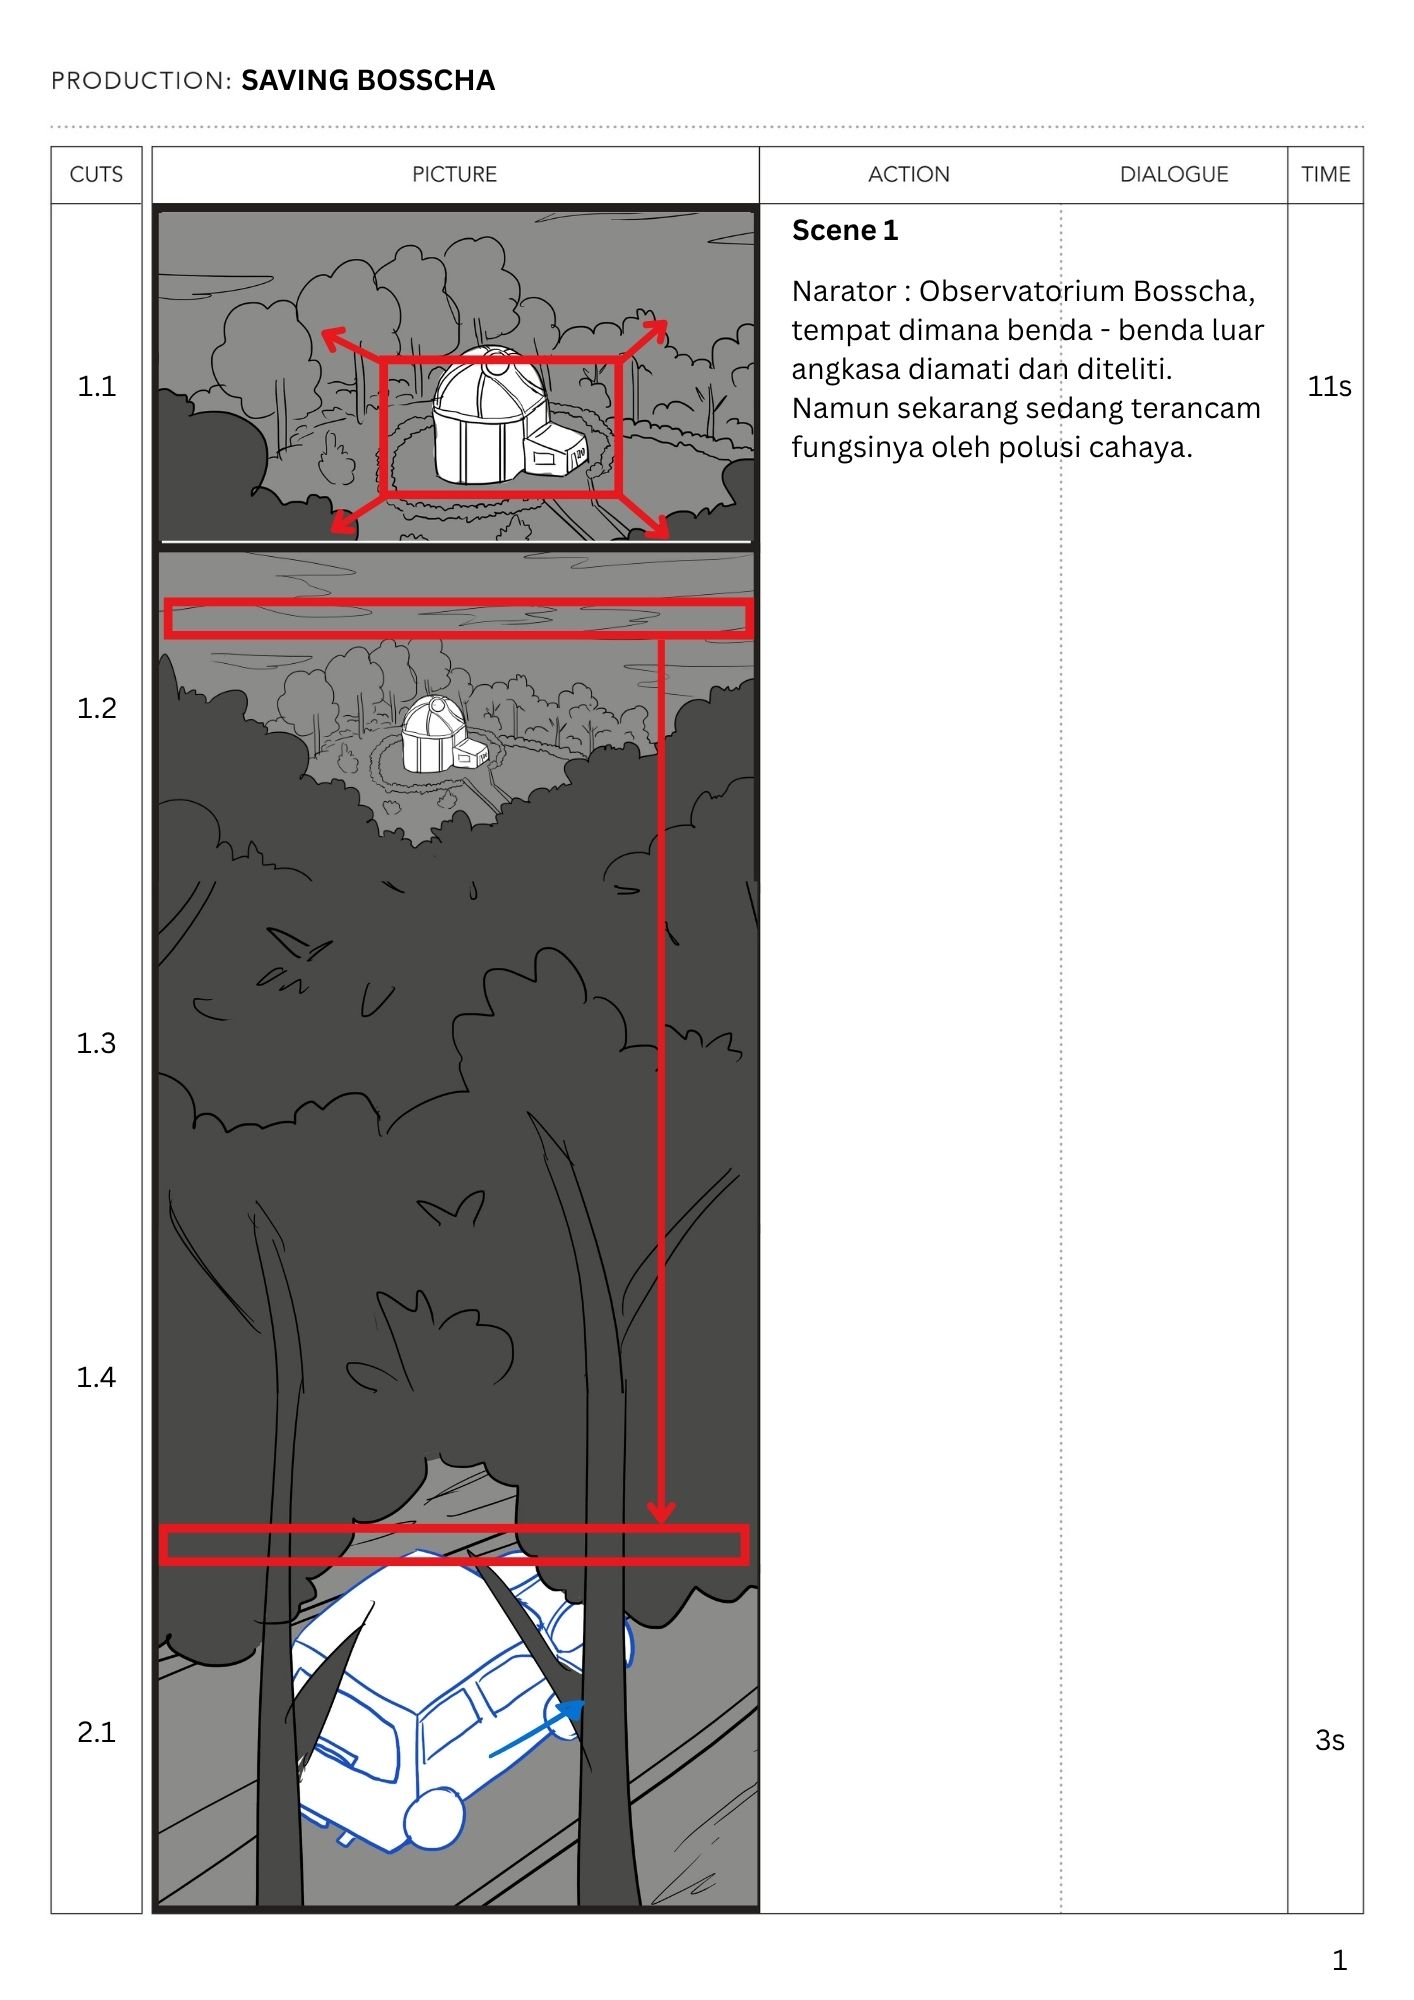 PRODUCTION: SAVING BOSSCHA
CUTS
PICTURE
ACTION
DIALOGUE
TIME
1.1
Scene 1
Narator : Observatorium Bosscha,
tempat dimana benda - benda luar
angkasa diamati dan diteliti.
Namun sekarang sedang terancam
fungsinya oleh polusi cahaya.
11s
1.2
1.3
1.4
2.1
3s
1